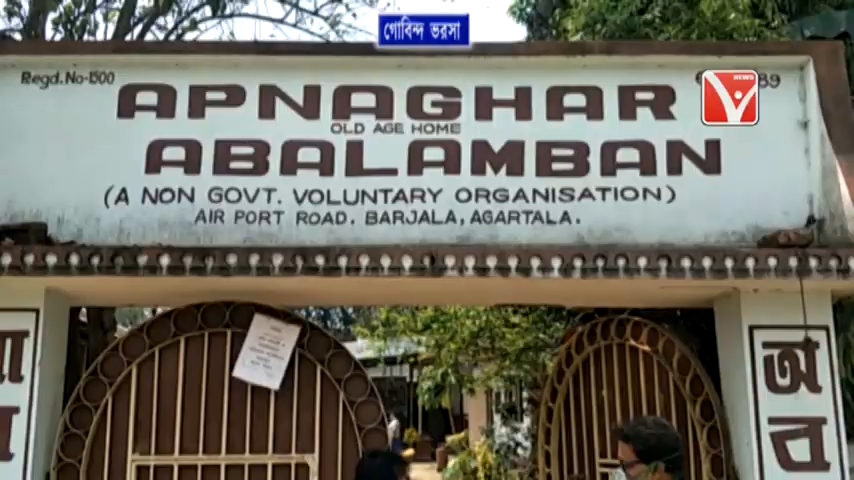 গোবিন্দ ভরসা
Regd.No-1500
NEWS
V
89
APNAGHAR
OLD AGE HOME
ABALAMBAN
(A NON GOVT. VOLUNTARY ORGANISATION)
AIR PORT ROAD. BARJALA, AGARTALA.
অ
ব